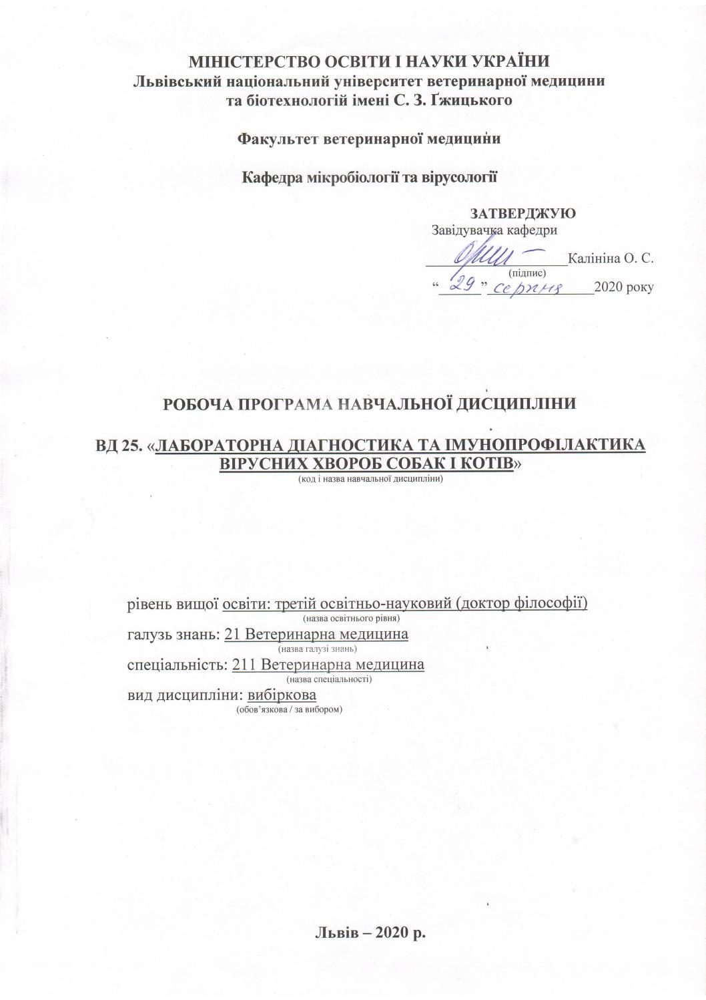 МІНІСТЕРСТВО ОСВІТИ І НАУКИ УКРАЇНИ
Львівський національний університет ветеринарної медицини
та біотехнологій імені С. З. Ґжицького
Факультет ветеринарної медицини
Кафедра мікробіології та вірусології
ЗАТВЕРДЖУЮ
Завідувачка кафедри
____________________Калініна О. С.
(підпис)
“ 29 ” серпня 2020 року
РОБОЧА ПРОГРАМА НАВЧАЛЬНОЇ ДИСЦИПЛІНИ
ВД 25. «ЛАБОРАТОРНА ДІАГНОСТИКА ТА ІМУНОПРОФІЛАКТИКА
ВІРУСНИХ ХВОРОБ СОБАК І КОТІВ»
(код і назва навчальної дисципліни)
рівень вищої освіти: третій освітньо-науковий (доктор філософії)
(назва освітнього рівня)
галузь знань: 21 Ветеринарна медицина
(назва галузі знань)
спеціальність: 211 Ветеринарна медицина
(назва спеціальності)
вид дисципліни: вибіркова
(обов’язкова / за вибором)
Львів – 2020 р.